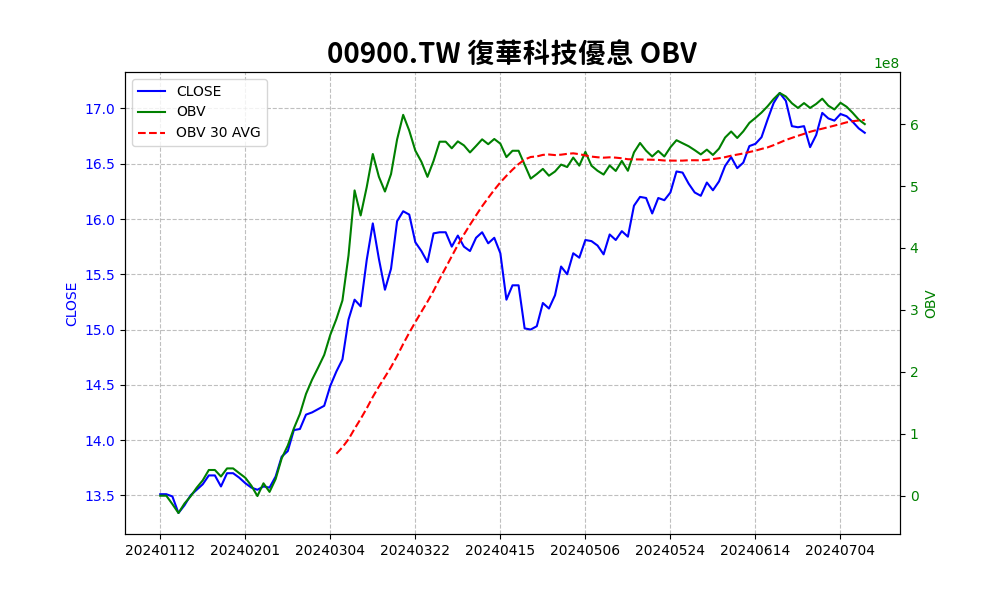 00900.TW 復華科技優息 OBV
1e8
CLOSE
OBV
OBV 30 AVG
17.0
16.5
16.0
15.5
15.0
14.5
14.0
13.5
CLOSE
6
5
4
3
2
1
0
OBV
20240112 20240201 20240304 20240322 20240415 20240506 20240524 20240614 20240704